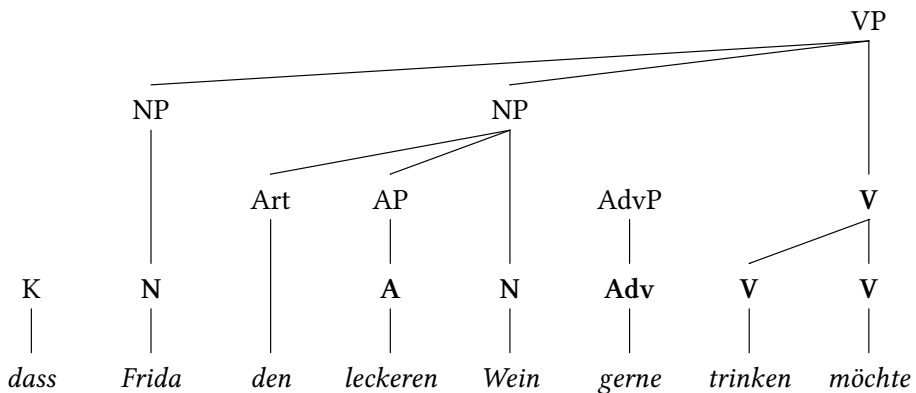 VP
NP NP
Art AP AdvP V
K N A N Adv V V
dass Frida den leckeren Wein gerne trinken möchte